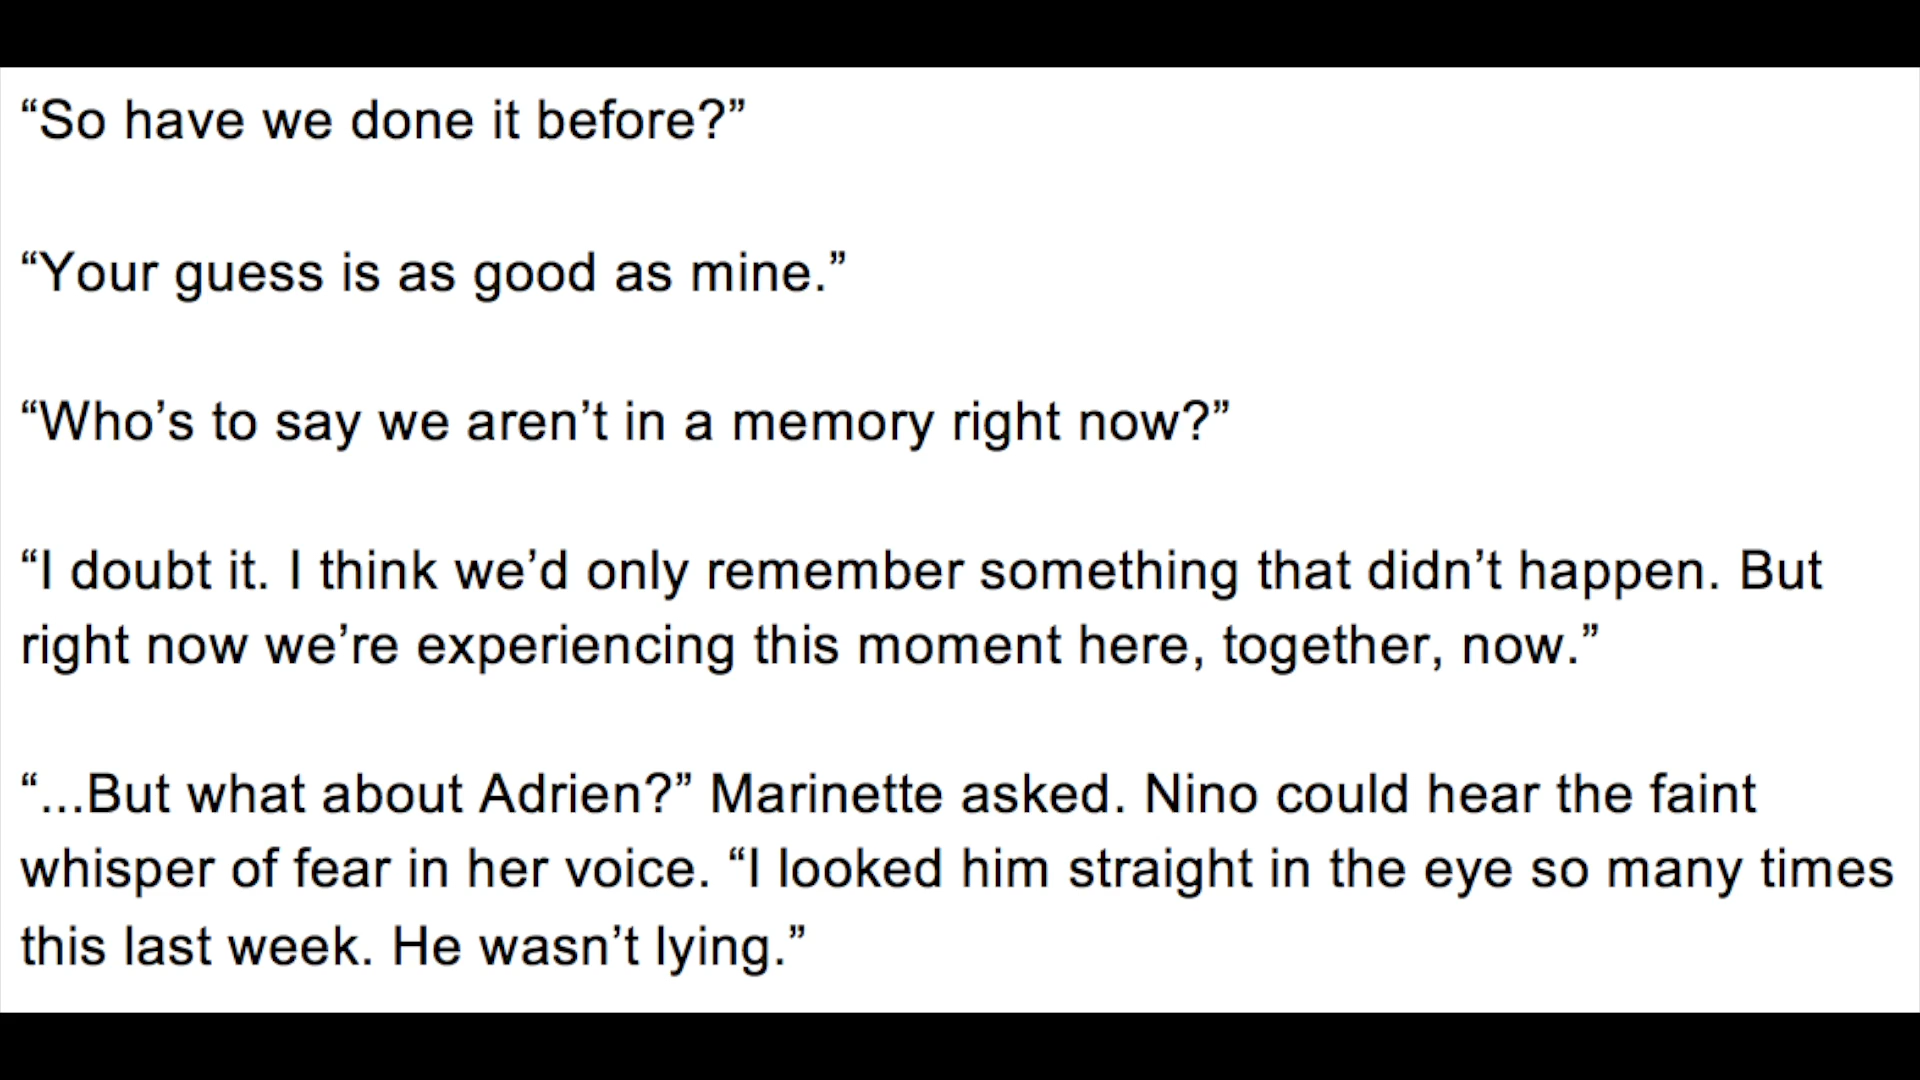 “So have we done it before?”
“Your guess is as good as mine.”
“Who’s to say we aren’t in a memory right now?”
“I doubt it. I think we’d only remember something that didn’t happen. But
right now we’re experiencing this moment here, together, now.”
“...But what about Adrien?” Marinette asked. Nino could hear the faint
whisper of fear in her voice. “I looked him straight in the eye so many times
this last week. He wasn’t lying.”